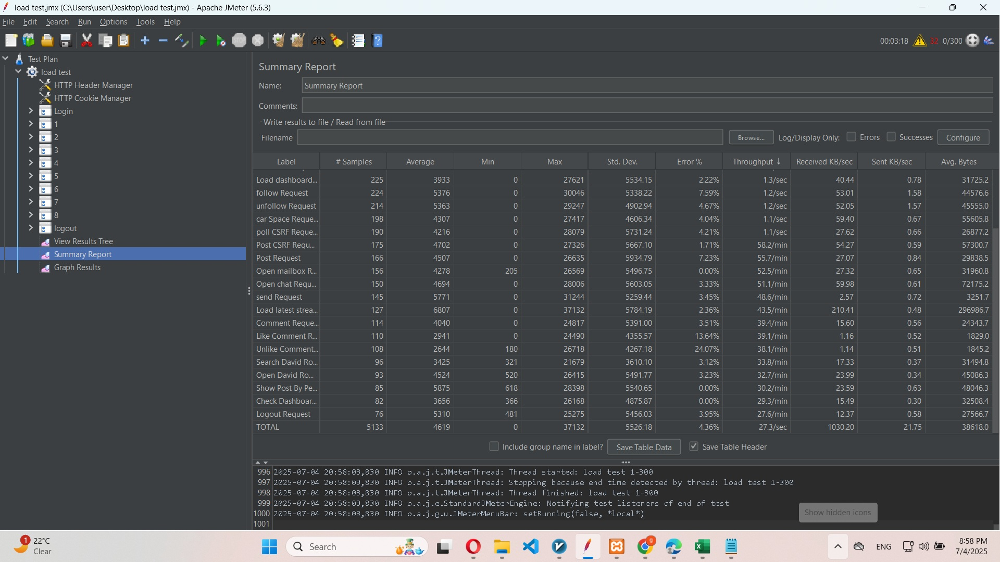 load test.jmx (C:\Users\user\Desktop\load test.jmx) - Apache JMeter (5.6.3)
File Edit Search Run Options Tools Help
STOP 00:03:18 32 0/300
Test Plan
load test
HTTP Header Manager
HTTP Cookie Manager
Login
1
2
3
4
5
6
7
8
logout
View Results Tree
Summary Report
Graph Results
Summary Report
Name: Summary Report
Comments:
Write results to file / Read from file
Filename Browse... Log/Display Only: Errors Successes Configure
Label # Samples Average Min Max Std. Dev. Error % Throughput ↓ Received KB/sec Sent KB/sec Avg. Bytes
Load dashboard... 225 3933 0 27621 5534.15 2.22% 1.3/sec 40.44 0.78 31725.2
follow Request 224 5376 0 30046 5338.22 7.59% 1.2/sec 53.01 1.58 44576.6
unfollow Request 214 5363 0 29247 4902.94 4.67% 1.2/sec 52.05 1.57 45555.0
car Space Reque... 198 4307 0 27417 4606.34 4.04% 1.1/sec 59.40 0.67 55605.8
poll CSRF Reque... 190 4216 0 28079 5731.24 4.21% 1.1/sec 27.62 0.66 26877.2
Post CSRF Requ... 175 4702 0 27326 5667.10 1.71% 58.2/min 54.27 0.59 57300.7
Post Request 166 4507 0 26635 5934.79 7.23% 55.7/min 27.07 0.84 29838.5
Open mailbox R... 156 4278 205 26569 5496.75 0.00% 52.5/min 27.32 0.65 31960.8
Open chat Requ... 150 4694 0 28006 5603.05 3.33% 51.1/min 59.98 0.61 72175.2
send Request 145 5771 0 31244 5259.44 3.45% 48.6/min 2.57 0.72 3251.7
Load latest strea... 127 6807 0 37132 5784.19 2.36% 43.5/min 210.41 0.48 296986.7
Comment Reque... 114 4040 0 24817 5391.00 3.51% 39.4/min 15.60 0.56 24343.7
Like Comment R... 110 2941 0 24490 4355.57 13.64% 39.1/min 1.16 0.52 1829.0
Unlike Comment... 108 2644 180 26718 4267.18 24.07% 38.1/min 1.14 0.51 1845.2
Search David Ro... 96 3425 321 21679 3610.10 3.12% 33.8/min 17.33 0.37 31494.8
Open David Ro... 93 4524 520 26415 5491.77 3.23% 32.7/min 23.99 0.34 45086.3
Show Post By Pe... 85 5875 618 28398 5540.65 0.00% 30.2/min 23.59 0.63 48046.3
Check Dashboar... 82 3656 366 26168 4875.87 0.00% 29.3/min 15.49 0.30 32508.4
Logout Request 76 5310 481 25275 5456.03 3.95% 27.6/min 12.37 0.58 27566.7
TOTAL 5133 4619 0 37132 5526.18 4.36% 27.3/sec 1030.20 21.75 38618.0
Include group name in label? Save Table Data Save Table Header
996 2025-07-04 20:58:03,830 INFO o.a.j.t.JMeterThread: Thread started: load test 1-300
997 2025-07-04 20:58:03,830 INFO o.a.j.t.JMeterThread: Stopping because end time detected by thread: load test 1-300
998 2025-07-04 20:58:03,830 INFO o.a.j.t.JMeterThread: Thread finished: load test 1-300
999 2025-07-04 20:58:03,830 INFO o.a.j.e.StandardJMeterEngine: Notifying test listeners of end of test
1000 2025-07-04 20:58:03,830 INFO o.a.j.g.u.JMeterMenuBar: setRunning(false, *local*)
1001
Show hidden icons
1 22°C
Clear
Search
9
ENG
8:58 PM
7/4/2025